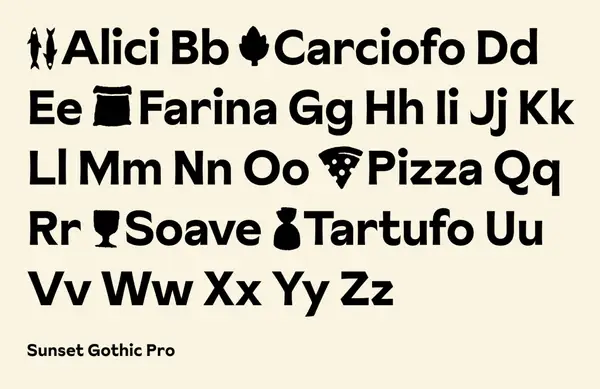 Alici Bb Carciofo Dd
Ee Farina Gg Hh Ii Jj Kk
Ll Mm Nn Oo Pizza Qq
Rr Soave Tartufo Uu
Vv Ww Xx Yy Zz
Sunset Gothic Pro